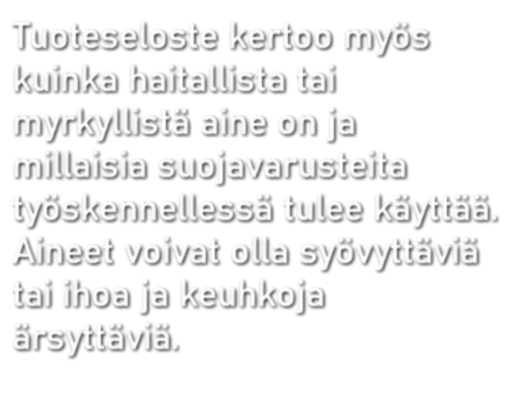 Tuoteseloste kertoo myös
kuinka haitallista tai
myrkyllistä aine on ja
millaisia suojavarusteita
työskennellessä tulee käyttää.
Aineet voivat olla syövyttäviä
tai ihoa ja keuhkoja
ärsyttäviä.